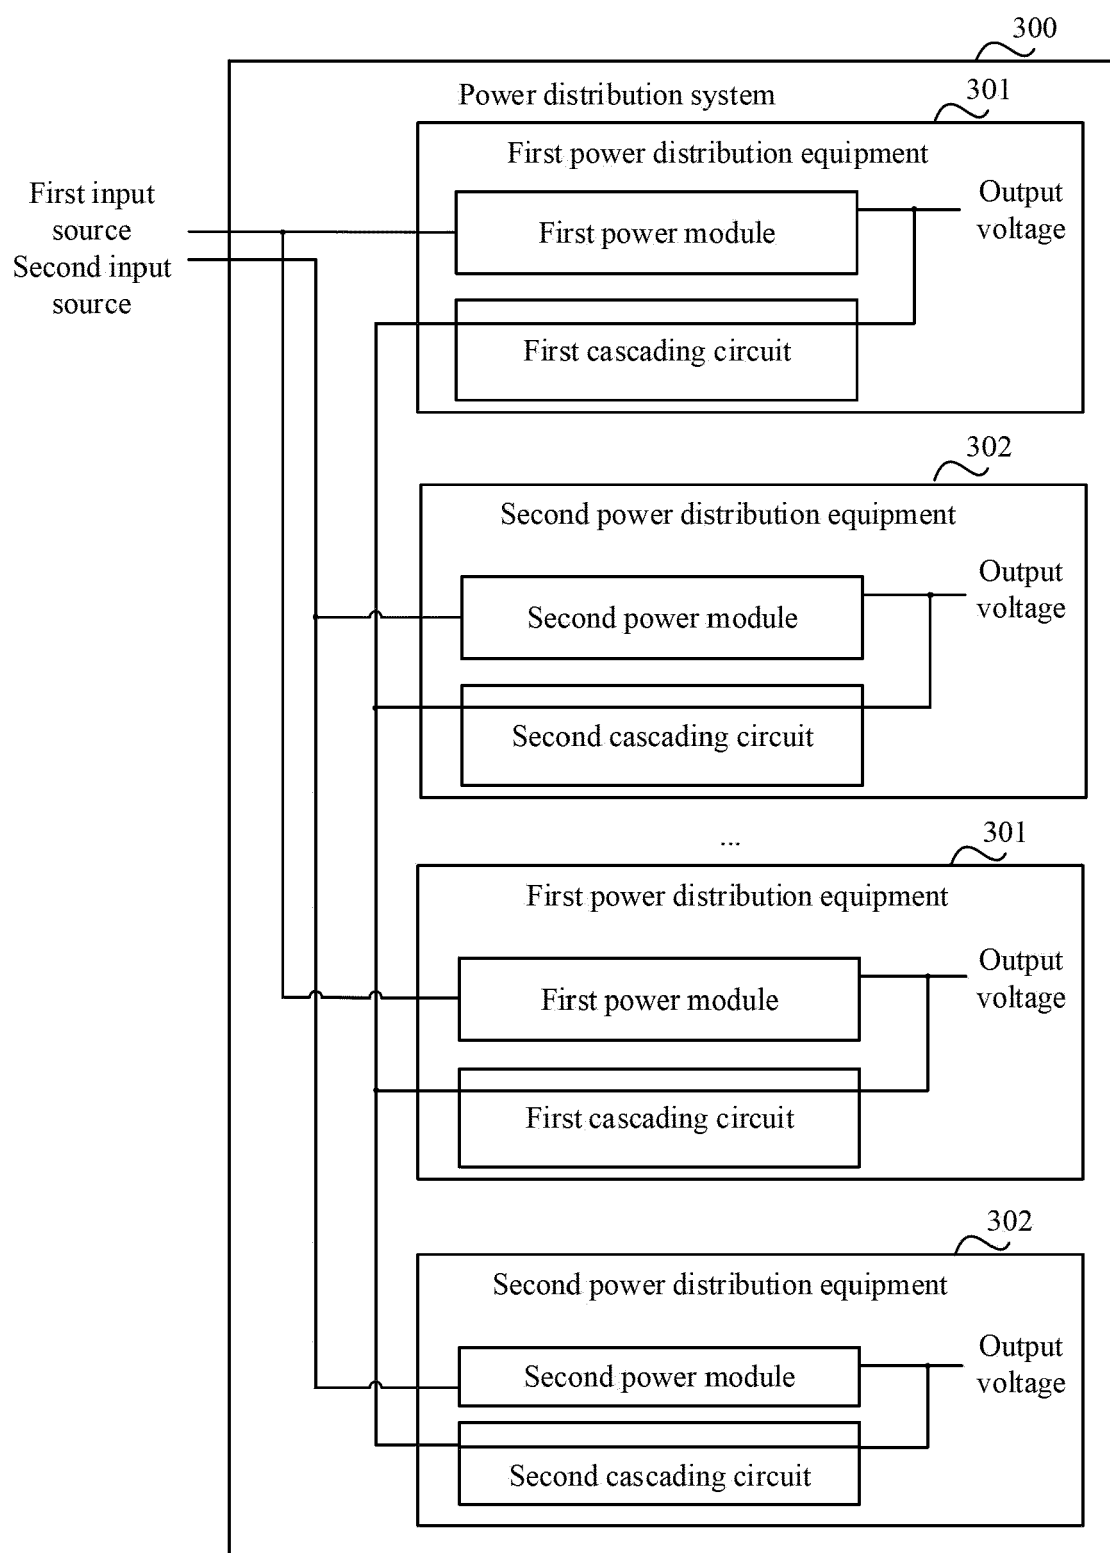 300
Power distribution system
301
First power distribution equipment
First input
source
Second input
source
First power module
Output
voltage
First cascading circuit
302
Second power distribution equipment
Second power module
Output
voltage
Second cascading circuit
...
301
First power distribution equipment
First power module
Output
voltage
First cascading circuit
302
Second power distribution equipment
Second power module
Output
voltage
Second cascading circuit